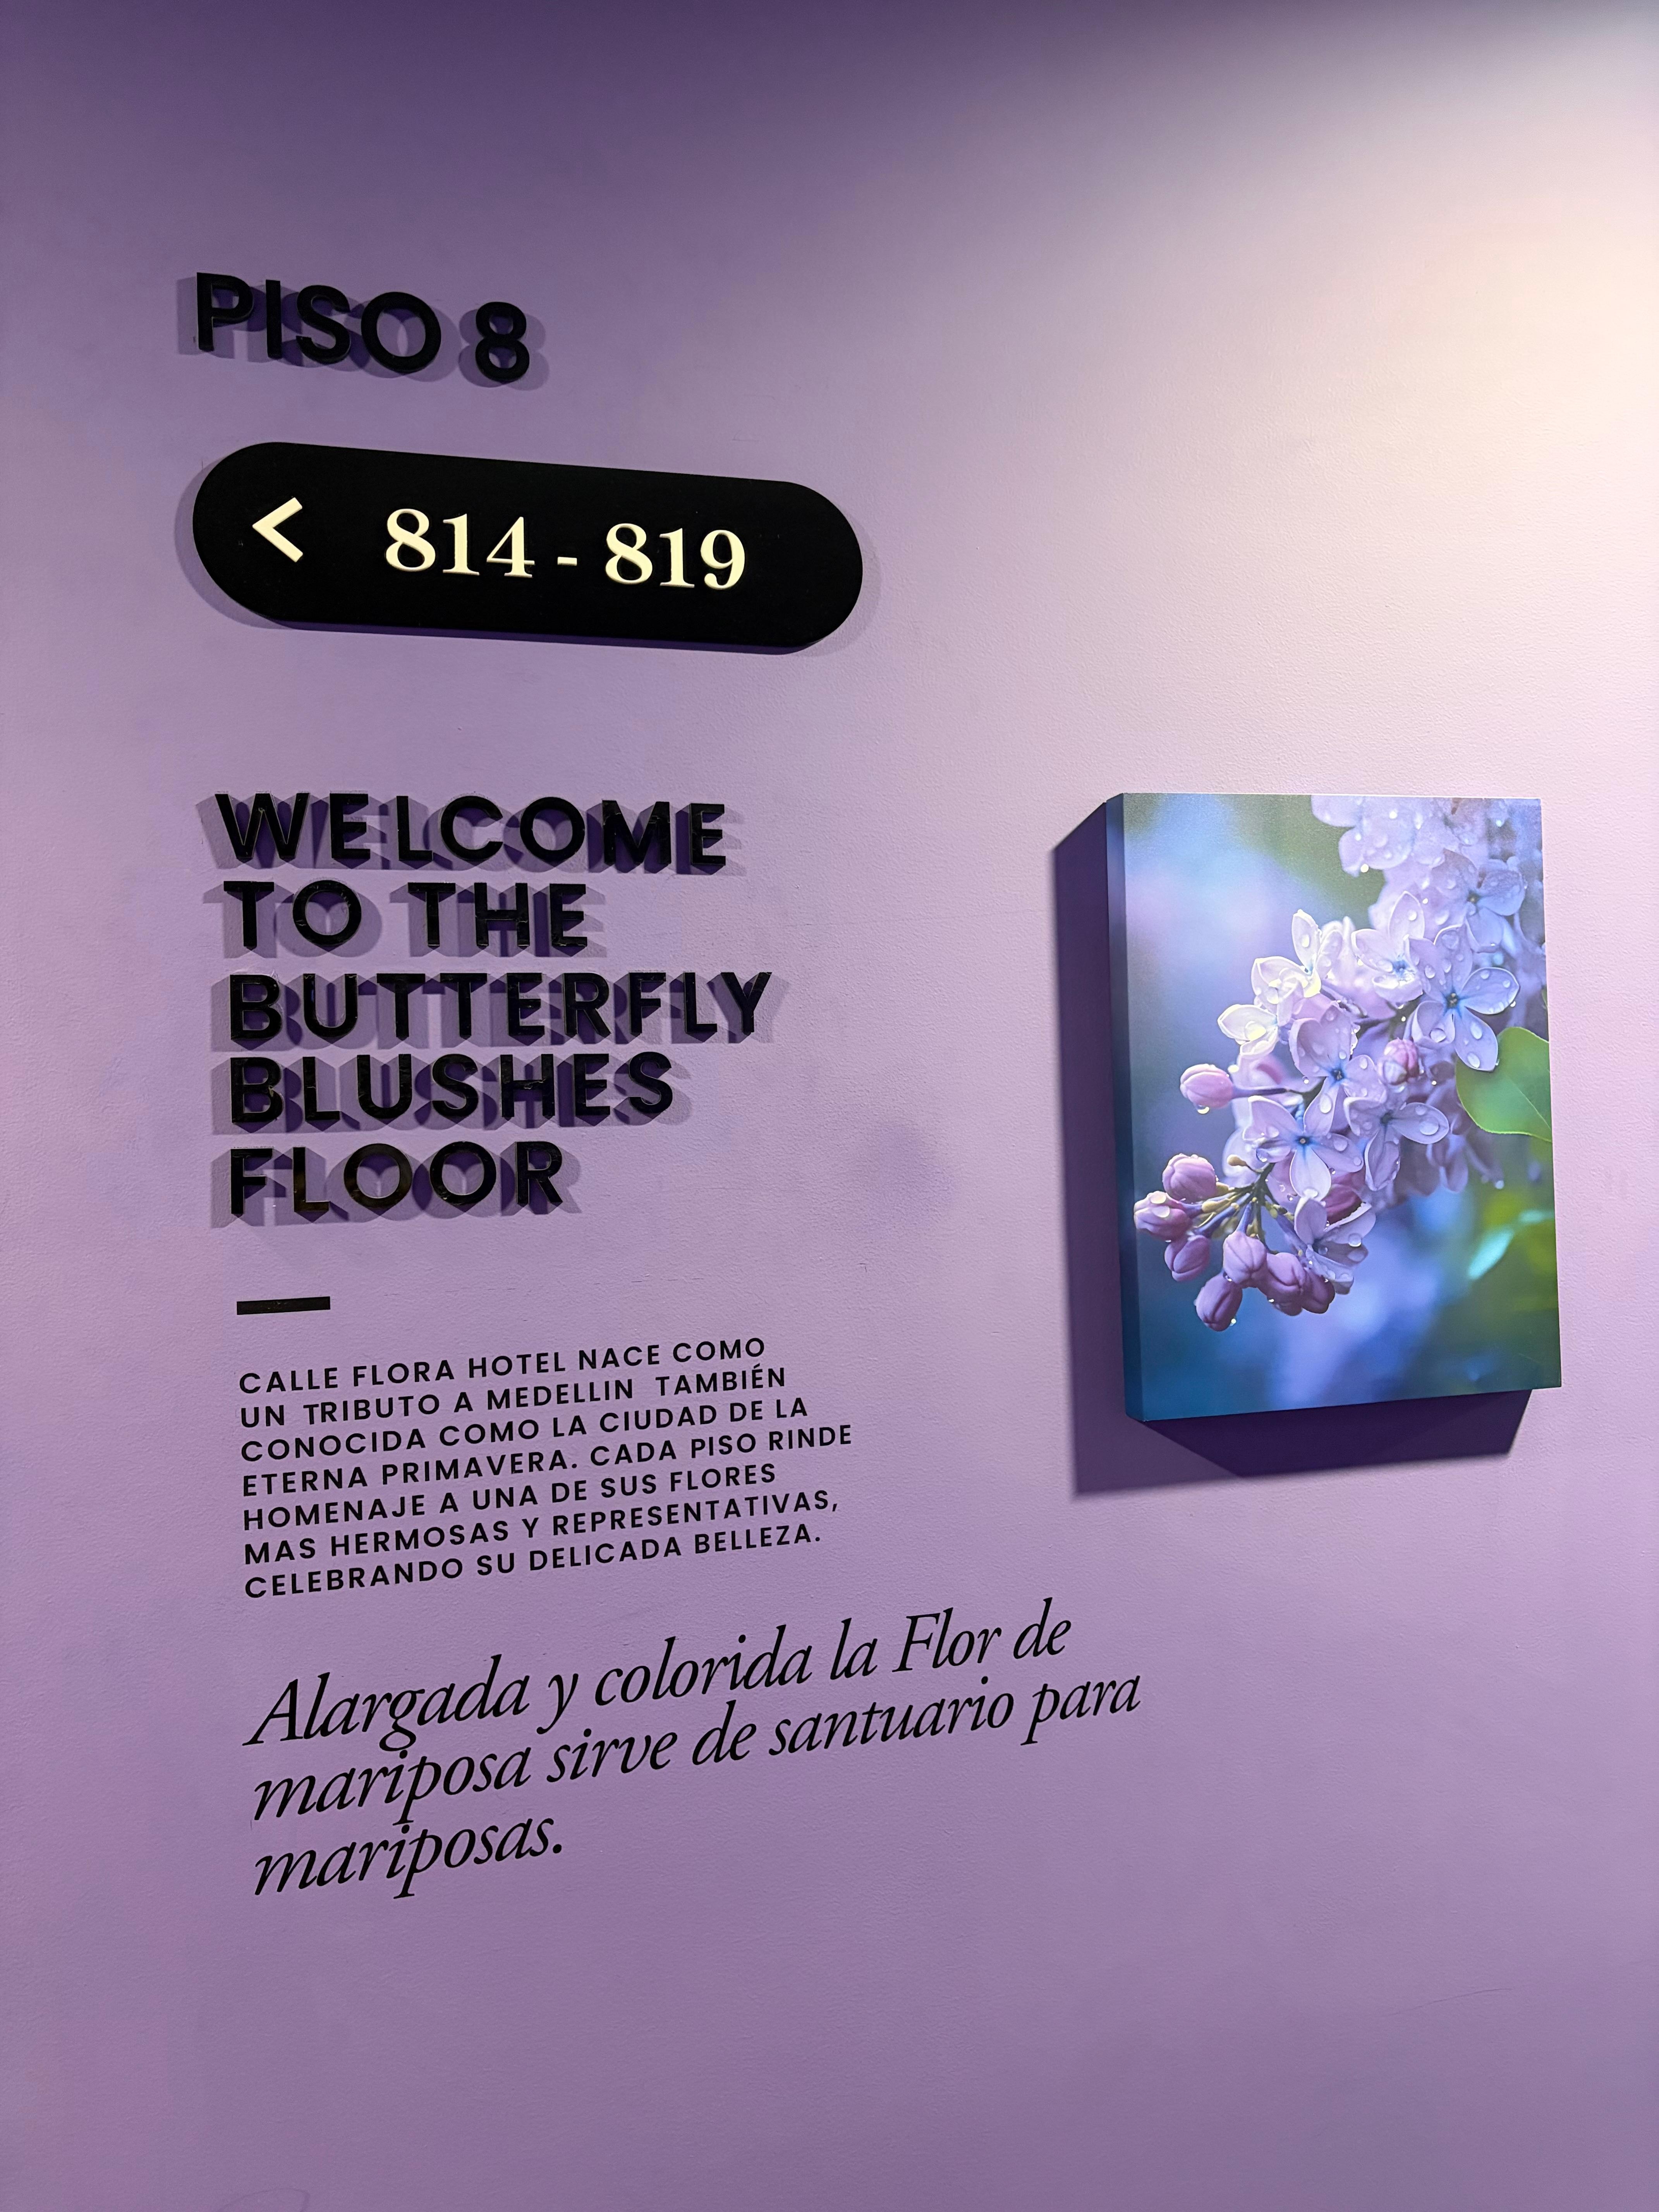 PISO 8
< 814 - 819
WELCOME
TO THE
BUTTERFLY
BLUSHES
FLOOR
CALLE FLORA HOTEL NACE COMO
UN TRIBUTO A MEDELLIN TAMBIÉN
CONOCIDA COMO LA CIUDAD DE LA
ETERNA PRIMAVERA. CADA PISO RINDE
HOMENAJE A UNA DE SUS FLORES
MAS HERMOSAS Y REPRESENTATIVAS,
CELEBRANDO SU DELICADA BELLEZA.
Alargada y colorida la Flor de
mariposa sirve de santuario para
mariposas.